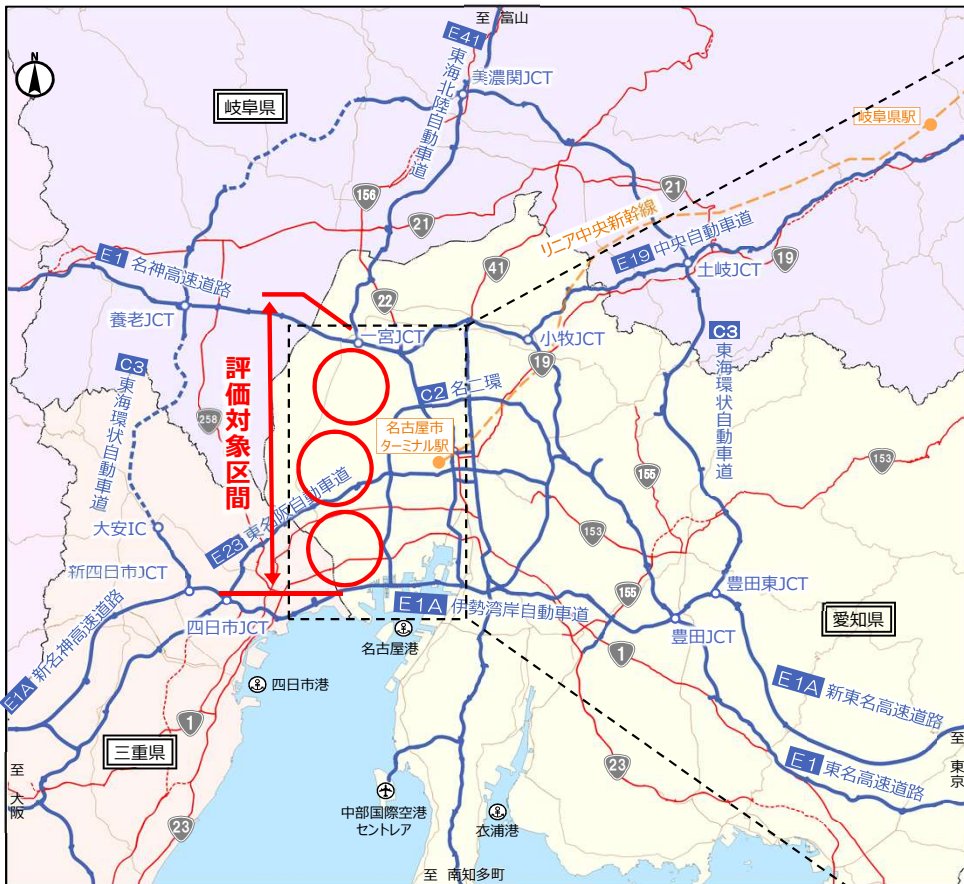 至 富山
N
E41
東海北陸自動車道
美濃関JCT
岐阜県
岐阜県駅
156
21
21
リニア中央新幹線
E19 中央自動車道
19
土岐JCT
41
22
E1 名神高速道路
養老JCT
一宮JCT
小牧JCT
19
C3
東海環状自動車道
C3
東海環状自動車道
評価対象区間
C2 名二環
名古屋市
ターミナル駅
258
153
155
大安IC
E23 東名阪自動車道
153
新四日市JCT
155
豊田東JCT
四日市JCT
E1A 伊勢湾岸自動車道
豊田JCT
愛知県
E1A 新名神高速道路
名古屋港
1
四日市港
E1A 新東名高速道路
1
三重県
至 東京
E1 東名高速道路
23
至 大阪
中部国際空港
セントレア
衣浦港
23
至 南知多町